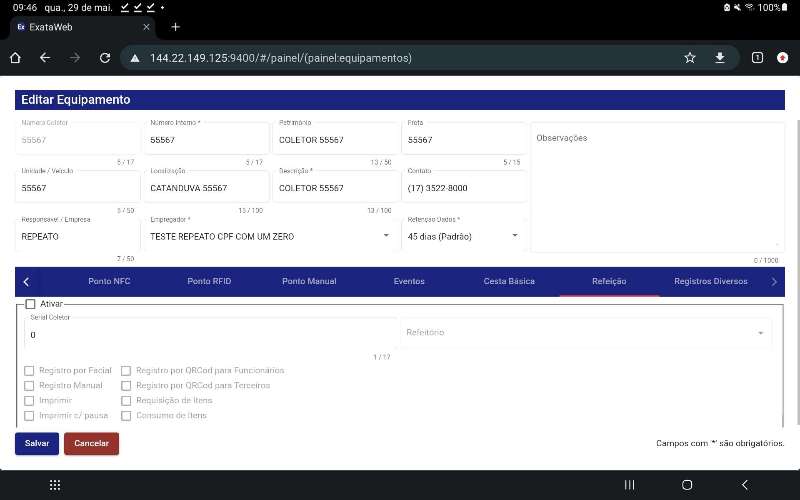 09:46 qua., 29 de mai. 100%
ExataWeb
144.22.149.125:9400/#/painel/(painel:equipamentos)
1
Editar Equipamento
Número Coletor Número Interno * Patrimônio Frota
55567 55567 COLETOR 55567 55567 Observações
5 / 17 5 / 17 13 / 50 5 / 15
Unidade / Veículo Localização Descrição * Contato
55567 CATANDUVA 55567 COLETOR 55567 (17) 3522-8000
5 / 50 15 / 100 13 / 100
Responsável / Empresa Empregador * Retenção Dados *
REPEATO TESTE REPEATO CPF COM UM ZERO 45 dias (Padrão)
7 / 50 0 / 1000
Ponto NFC Ponto RFID Ponto Manual Eventos Cesta Básica Refeição Registros Diversos
Ativar
Serial Coletor
0 Refeitório
1 / 17
Registro por Facial Registro por QRCod para Funcionários
Registro Manual Registro por QRCod para Terceiros
Imprimir Requisição de Itens
Imprimir c/ pausa Consumo de Itens
Salvar Cancelar Campos com '*' são obrigatórios.